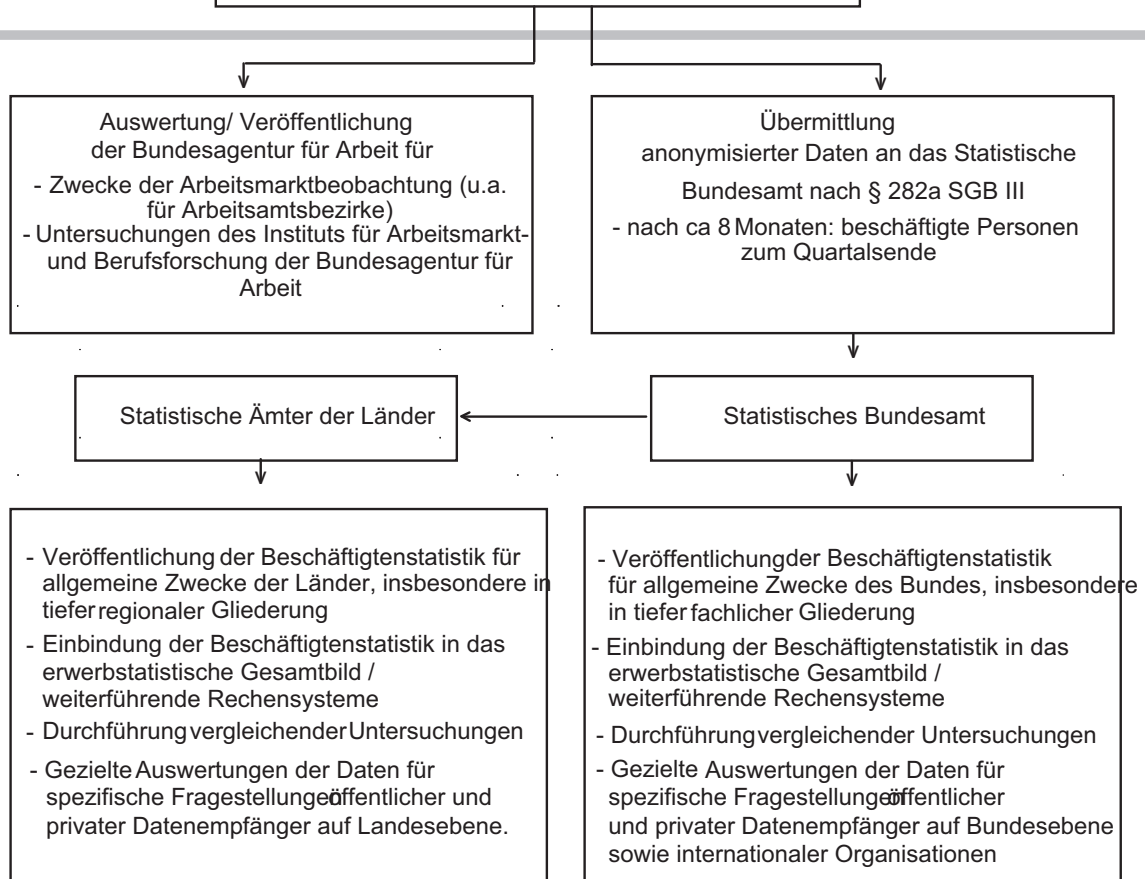 Auswertung/ Veröffentlichung
der Bundesagentur für Arbeit für
- Zwecke der Arbeitsmarktbeobachtung (u.a.
für Arbeitsamtsbezirke)
- Untersuchungen des Instituts für Arbeitsmarkt-
und Berufsforschung der Bundesagentur für
Arbeit
Übermittlung
anonymisierter Daten an das Statistische
Bundesamt nach § 282a SGB III
- nach ca 8 Monaten: beschäftigte Personen
zum Quartalsende
Statistische Ämter der Länder
Statistisches Bundesamt
- Veröffentlichung der Beschäftigtenstatistik für
allgemeine Zwecke der Länder, insbesondere in
tiefer regionaler Gliederung
- Einbindung der Beschäftigtenstatistik in das
erwerbstatistische Gesamtbild /
weiterführende Rechensysteme
- Durchführung vergleichender Untersuchungen
- Gezielte Auswertungen der Daten für
spezifische Fragestellungen öffentlicher und
privater Datenempfänger auf Landesebene.
- Veröffentlichung der Beschäftigtenstatistik
für allgemeine Zwecke des Bundes, insbesondere
in tiefer fachlicher Gliederung
- Einbindung der Beschäftigtenstatistik in das
erwerbstatistische Gesamtbild /
weiterführende Rechensysteme
- Durchführung vergleichender Untersuchungen
- Gezielte Auswertungen der Daten für
spezifische Fragestellungen öffentlicher
und privater Datenempfänger auf Bundesebene
sowie internationaler Organisationen